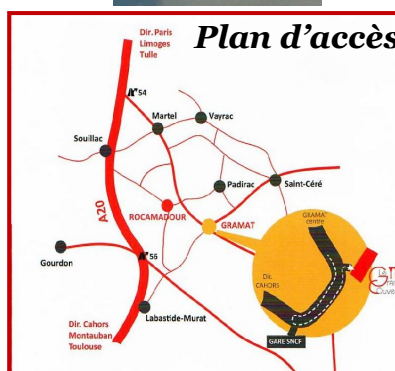 Plan d’accès
Dir. Paris
Limoges
Tulle
54
Martel
Vayrac
Souillac
Padirac
Saint-Céré
A20
ROCAMADOUR
GRAMAT
GRAMAT
centre
Gourdon
56
Dir.
CAHORS
Labastide-Murat
GARE SNCF
Dir. Cahors
Montauban
Toulouse